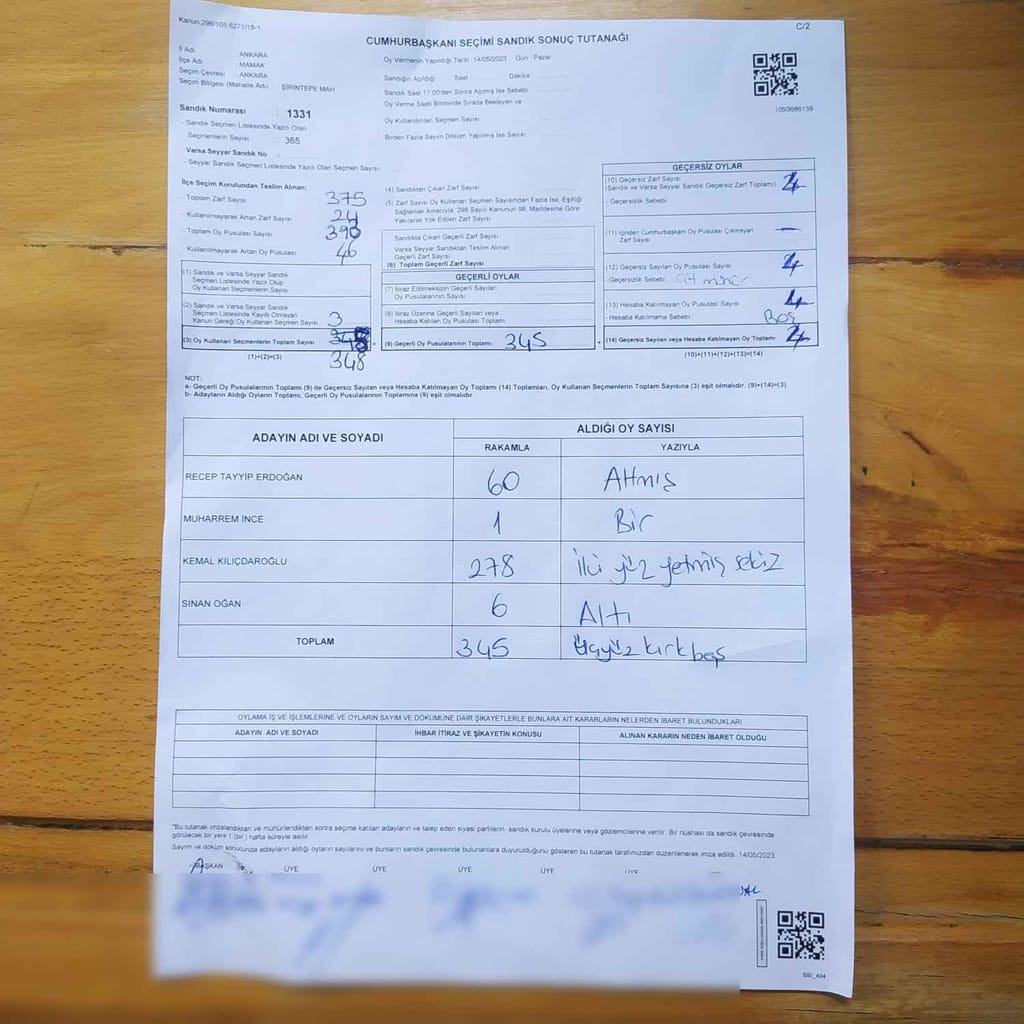 Kanun:298/105 6271/18-1
C/2
CUMHURBAŞKANI SEÇİMİ SANDIK SONUÇ TUTANAĞI
İl Adı : ANKARA
İlçe Adı : MAMAK
Seçim Çevresi : ANKARA
Seçim Bölgesi (Mahalle Adı) : ŞİRİNTEPE MAH
Oy Vermenin Yapıldığı Tarih :14/05/2023 Gün : Pazar
Sandığın Açıldığı Saat Dakika
Sandık Saat 17:00'den Sonra Açılmış İse Sebebi
Oy Verme Saati Bitiminde Sırada Bekleyen ve
Oy Kullandırılan Seçmen Sayısı
Birden Fazla Sayım Döküm Yapılmış İse Sayısı
1093686139
Sandık Numarası : 1331
- Sandık Seçmen Listesinde Yazılı Olan
Seçmenlerin Sayısı : 365
Varsa Seyyar Sandık No
- Seyyar Sandık Seçmen Listesinde Yazılı Olan Seçmen Sayısı
İlçe Seçim Kurulundan Teslim Alınan;
- Toplam Zarf Sayısı 375
- Kullanılmayarak Artan Zarf Sayısı
- Toplam Oy Pusulası Sayısı
- Kullanılmayarak Artan Oy Pusulası 46
(1) Sandık ve Varsa Seyyar Sandık
Seçmen Listesinde Yazılı Olup
Oy Kullanan Seçmenlerin Sayısı
(2) Sandık ve Varsa Seyyar Sandık
Seçmen Listesinde Kayıtlı Olmayan
Kanun Gereği Oy Kullanan Seçmen Sayısı 3
(3) Oy Kullanan Seçmenlerin Toplam Sayısı
(1)+(2)=(3) 348
(4) Sandıktan Çıkan Zarf Sayısı
(5) Zarf Sayısı Oy Kullanan Seçmen Sayısından Fazla İse, Eşitliği
Sağlamak Amacıyla; 298 Sayılı Kanunun 98. Maddesine Göre
Yakılarak Yok Edilen Zarf Sayısı
Sandıkta Çıkan Geçerli Zarf Sayısı
Varsa Seyyar Sandıktan Teslim Alınan
Geçerli Zarf Sayısı
(6) Toplam Geçerli Zarf Sayısı
GEÇERLİ OYLAR
(7) İtiraz Edilmeksizin Geçerli Sayılan
Oy Pusulalarının Sayısı
(8) İtiraz Üzerine Geçerli Sayılan veya
Hesaba Katılan Oy Pusulası Toplamı
(9) Geçerli Oy Pusulalarının Toplamı 345
GEÇERSİZ OYLAR
(10) Geçersiz Zarf Sayısı
(Sandık ve Varsa Seyyar Sandık Geçersiz Zarf Toplamı)
- Geçersizlik Sebebi
(11) İçinden Cumhurbaşkanı Oy Pusulası Çıkmayan
Zarf Sayısı —
(12) Geçersiz Sayılan Oy Pusulası Sayısı
- Geçersizlik Sebebi
(13) Hesaba Katılmayan Oy Pusulası Sayısı
- Hesaba Katılmama Sebebi : Boş
(14) Geçersiz Sayılan veya Hesaba Katılmayan Oy Toplamı
(10)+(11)+(12)+(13)=(14)
NOT:
a- Geçerli Oy Pusulalarının Toplamı (9) ile Geçersiz Sayılan veya Hesaba Katılmayan Oy Toplamı (14) Toplamları, Oy Kullanan Seçmenlerin Toplam Sayısına (3) eşit olmalıdır. (9)+(14)=(3)
b- Adayların Aldığı Oyların Toplamı, Geçerli Oy Pusulalarının Toplamına (9) eşit olmalıdır.
ADAYIN ADI VE SOYADI
ALDIĞI OY SAYISI
RAKAMLA YAZIYLA
RECEP TAYYİP ERDOĞAN 60 Altmış
MUHARREM İNCE 1 Bir
KEMAL KILIÇDAROĞLU 278 iki yüz yetmiş sekiz
SİNAN OĞAN 6 Altı
TOPLAM 345 Üçyüz kırk beş
OYLAMA İŞ VE İŞLEMLERİNE VE OYLARIN SAYIM VE DÖKÜMÜNE DAİR ŞİKAYETLERLE BUNLARA AİT KARARLARIN NELERDEN İBARET BULUNDUKLARI
ADAYIN ADI VE SOYADI İHBAR İTİRAZ VE ŞİKAYETİN KONUSU ALINAN KARARIN NEDEN İBARET OLDUĞU
"Bu tutanak imzalandıktan ve mühürlendikten sonra seçime katılan adayların ve talep eden siyasi partilerin sandık kurulu üyelerine veya gözlemcilerine verilir. Bir nüshası da sandık çevresinde
görülecek bir yere 1 (bir) hafta süreyle asılır.
Sayım ve döküm sonucunda adayların aldığı oyların sayılarını ve bunların sandık çevresinde bulunanlara duyurulduğunu gösteren bu tutanak tarafımızdan düzenlenerek imza edildi. 14/05/2023
BAŞKAN ÜYE ÜYE ÜYE ÜYE ÜYE
SSİ_404